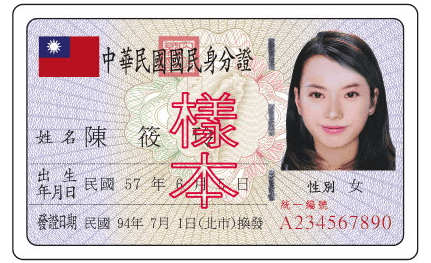 中華民國國民身分證
樣本
姓名 陳 筱
出生
年月日 民國 57 年 6 月 5 日
性別 女
統一編號
發證日期 民國 94年 7月 1日(北市)換發
A234567890